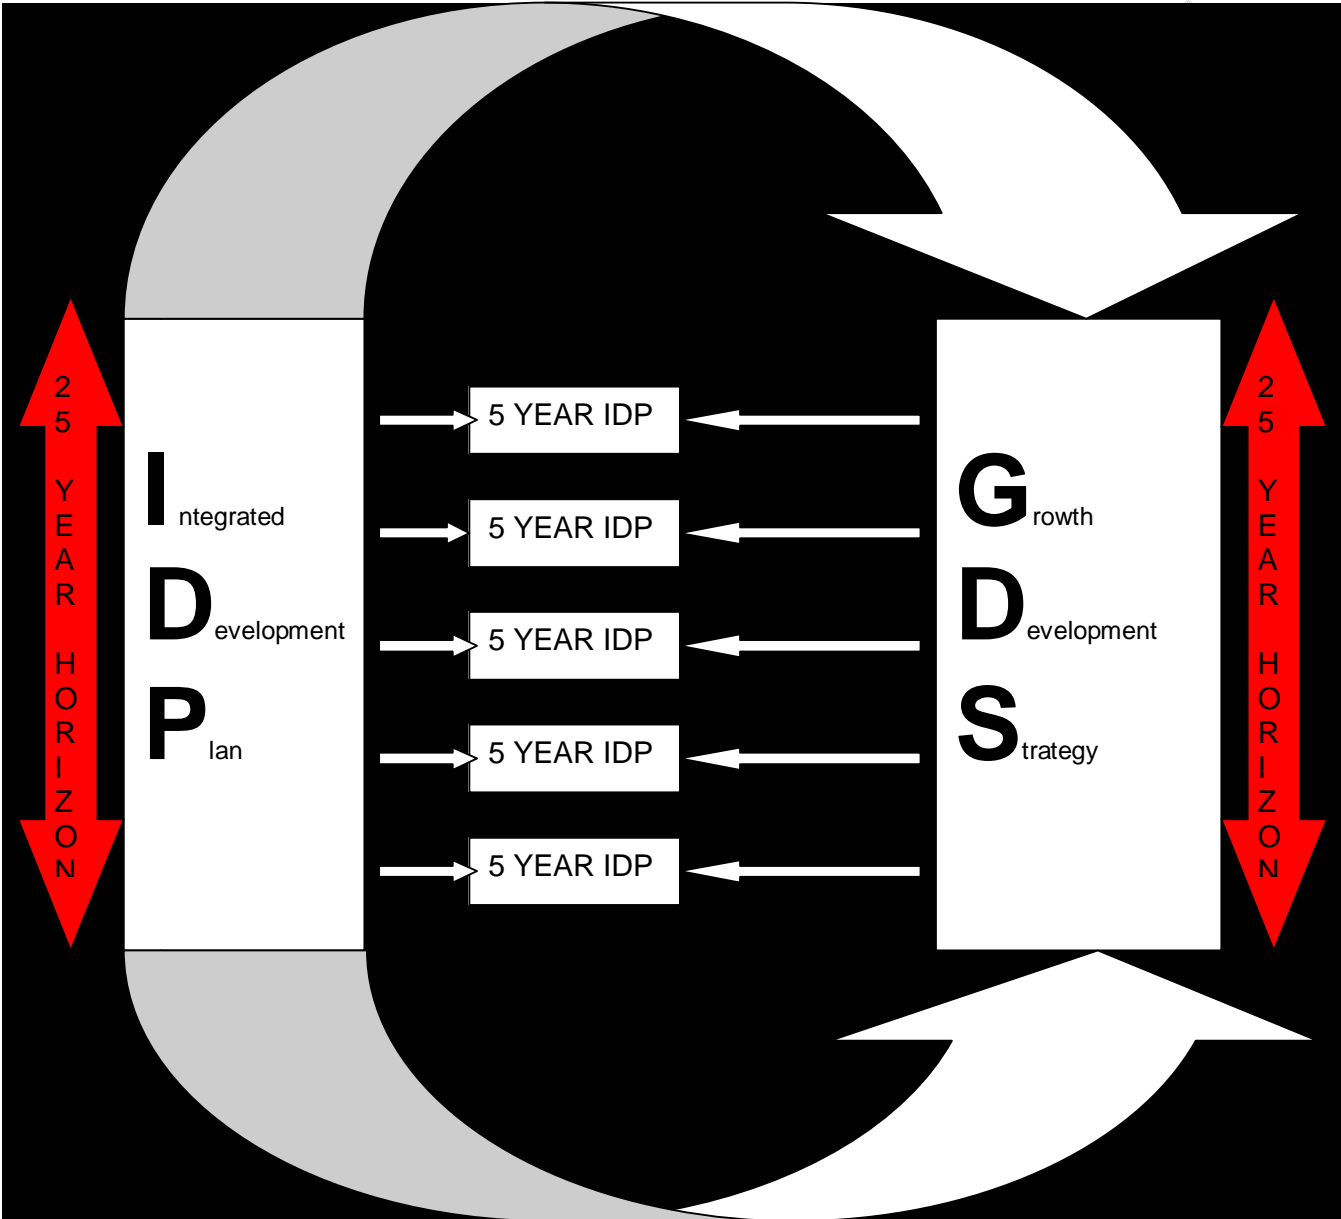 25 YEAR HORIZON
Integrated
Development
Plan
5 YEAR IDP
5 YEAR IDP
5 YEAR IDP
5 YEAR IDP
5 YEAR IDP
Growth
Development
Strategy
25 YEAR HORIZON